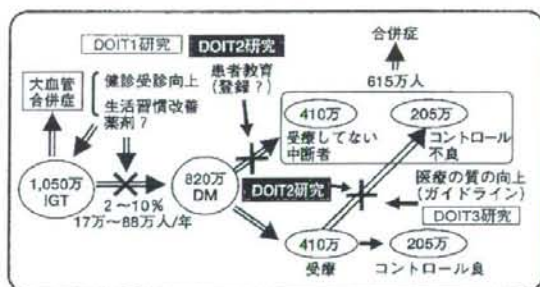 DOIT1研究
DOIT2研究
合併症
615万人
大血管
合併症
健診受診向上
生活習慣改善
薬剤？
患者教育
(登録？)
410万
受療してない
中断者
205万
コントロール
不良
1,050万
IGT
2〜10%
17万〜88万人/年
820万
DM
DOIT2研究
医療の質の向上
(ガイドライン)
DOIT3研究
410万
受療
205万
コントロール良